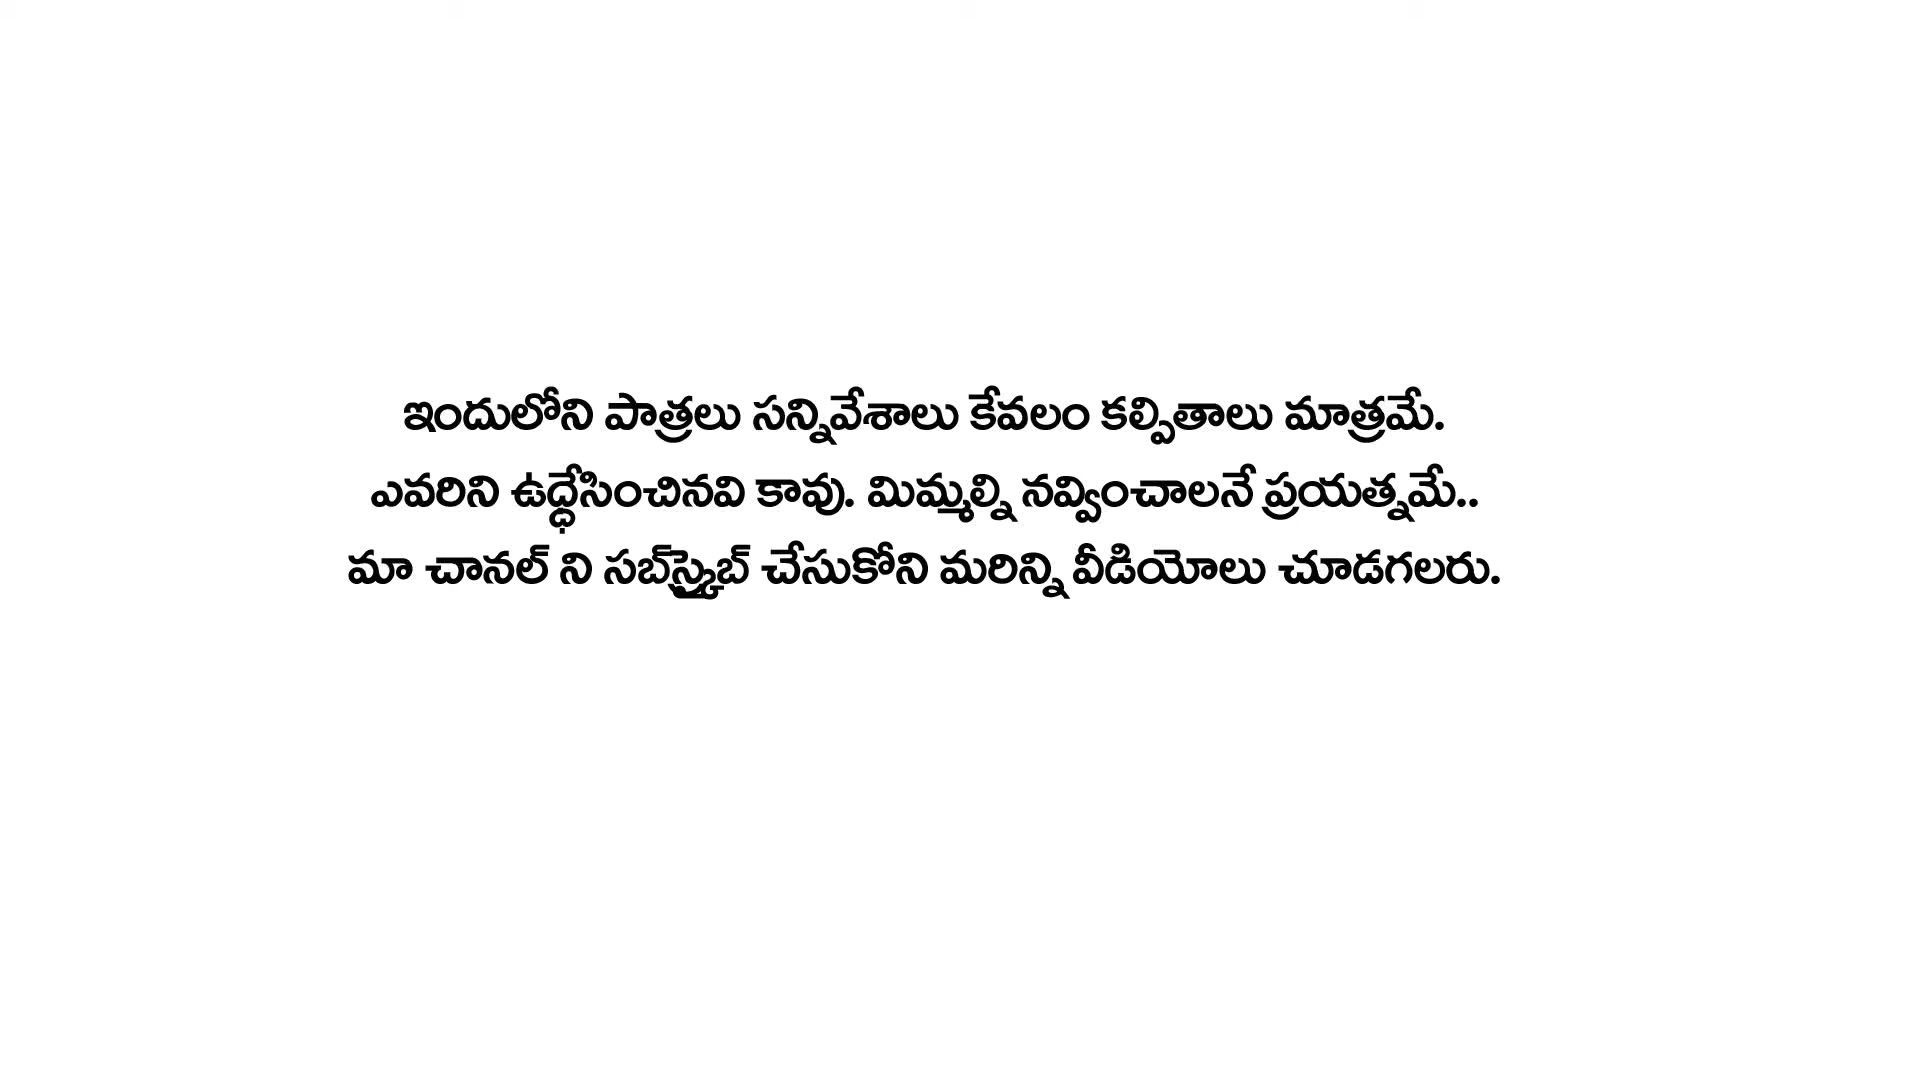 ఇందులోని పాత్రలు సన్నివేశాలు కేవలం కల్పితాలు మాత్రమే.
ఎవరిని ఉద్ధేసించినవి కావు. మిమ్మల్ని నవ్వించాలనే ప్రయత్నమే..
మా చానల్ ని సబ్‌స్క్రైబ్ చేసుకోని మరిన్ని వీడియోలు చూడగలరు.